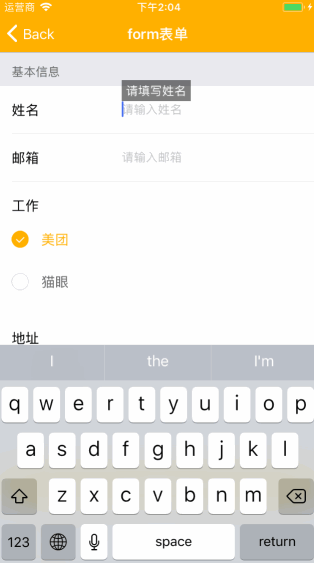 运营商 下午2:04
Back form表单
基本信息
请填写姓名
姓名 请输入姓名
邮箱 请输入邮箱
工作
美团
猫眼
地址
I the I'm
q w e r t y u i o p
a s d f g h j k l
z x c v b n m
123 space return